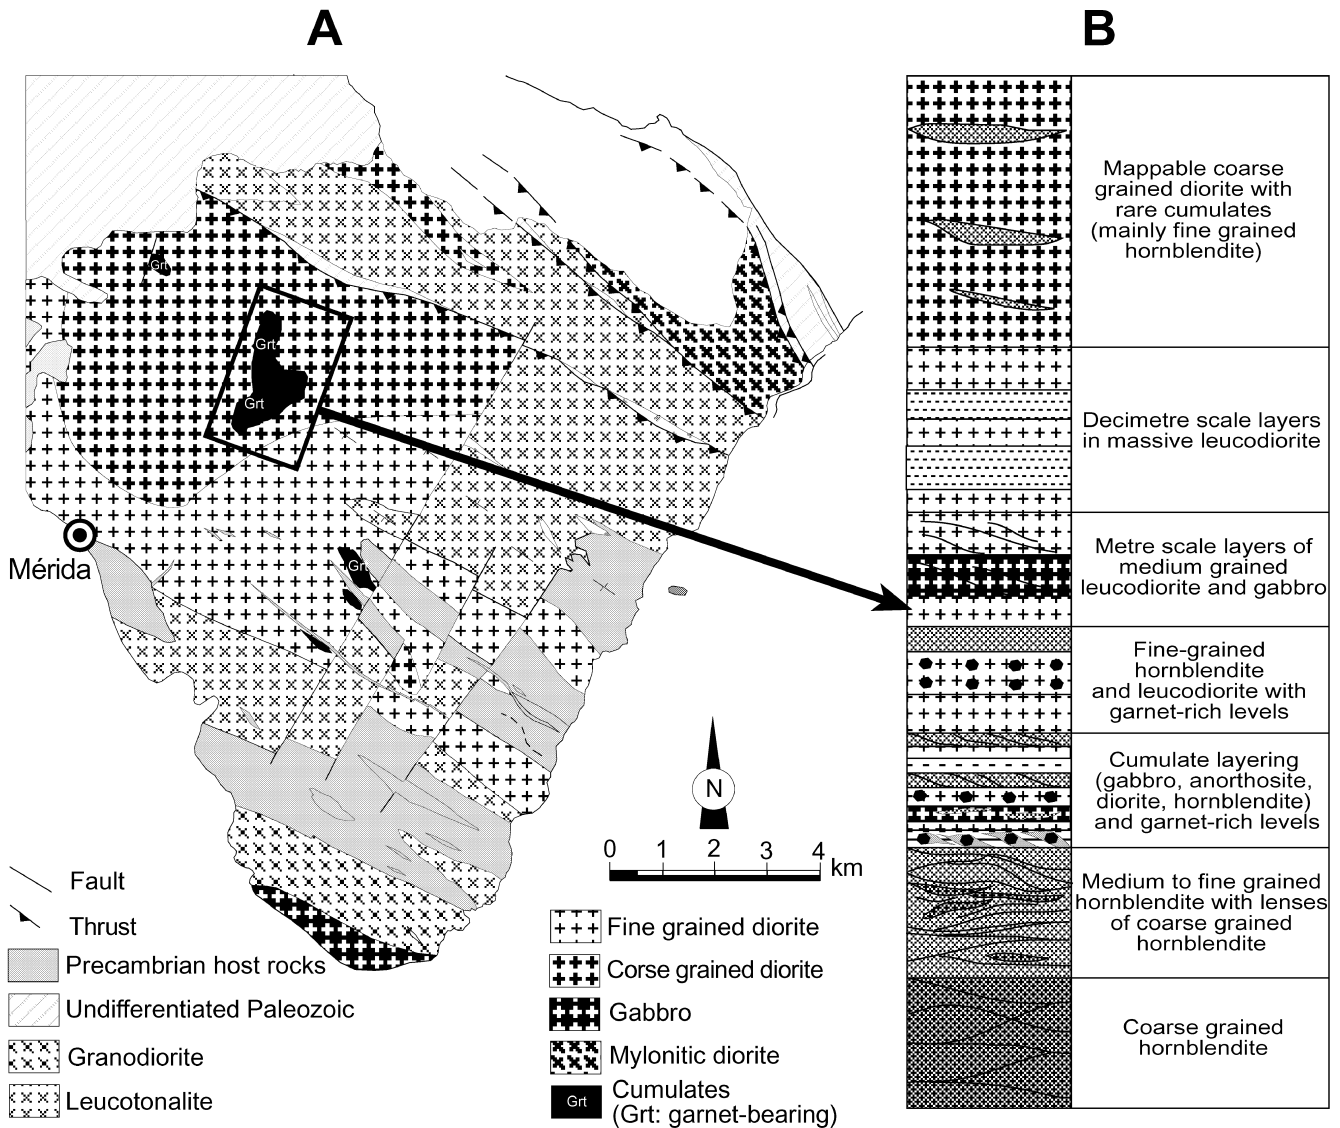 A
B
Grt
Grt
Grt
Grt
Mérida
N
0 1 2 3 4 km
Fault
Thrust
Precambrian host rocks
Undifferentiated Paleozoic
Granodiorite
Leucotonalite
Fine grained diorite
Corse grained diorite
Gabbro
Mylonitic diorite
Grt
Cumulates
(Grt: garnet-bearing)
Mappable coarse
grained diorite with
rare cumulates
(mainly fine grained
hornblendite)
Decimetre scale layers
in massive leucodiorite
Metre scale layers of
medium grained
leucodiorite and gabbro
Fine-grained
hornblendite
and leucodiorite with
garnet-rich levels
Cumulate layering
(gabbro, anorthosite,
diorite, hornblendite)
and garnet-rich levels
Medium to fine grained
hornblendite with lenses
of coarse grained
hornblendite
Coarse grained
hornblendite